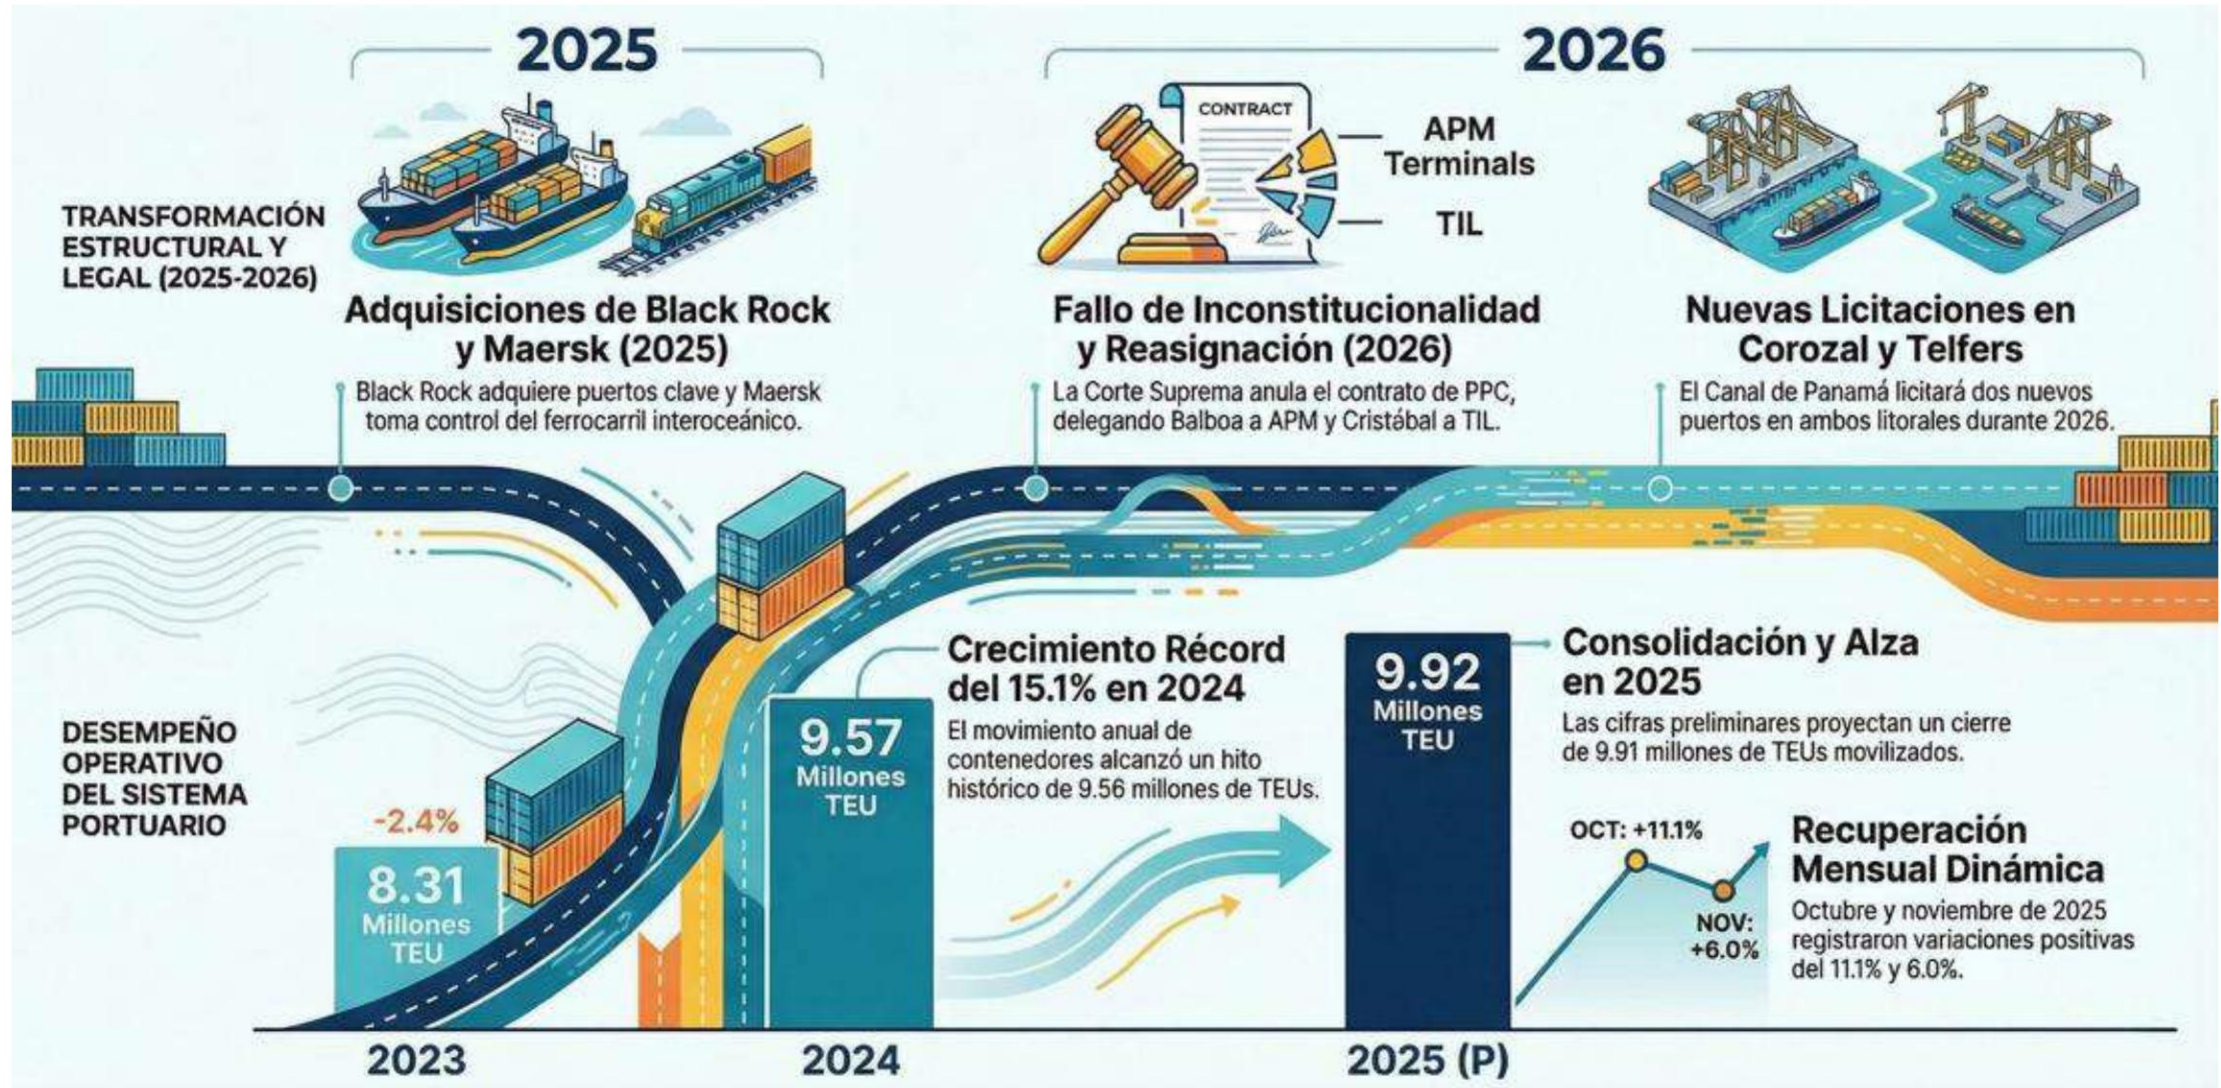 2025
2026
CONTRACT
APM
Terminals
TIL
TRANSFORMACIÓN
ESTRUCTURAL Y
LEGAL (2025-2026)
Adquisiciones de Black Rock
y Maersk (2025)
Black Rock adquiere puertos clave y Maersk
toma control del ferrocarril interoceánico.
Fallo de Inconstitucionalidad
y Reasignación (2026)
La Corte Suprema anula el contrato de PPC,
delegando Balboa a APM y Cristábal a TIL.
Nuevas Licitaciones en
Corozal y Telfers
El Canal de Panamá licitará dos nuevos
puertos en ambos litorales durante 2026.
DESEMPEÑO
OPERATIVO
DEL SISTEMA
PORTUARIO
-2.4%
8.31
Millones
TEU
9.57
Millones
TEU
Crecimiento Récord
del 15.1% en 2024
El movimiento anual de
contenedores alcanzó un hito
histórico de 9.56 millones de TEUs.
9.92
Millones
TEU
Consolidación y Alza
en 2025
Las cifras preliminares proyectan un cierre
de 9.91 millones de TEUs movilizados.
OCT: +11.1%
NOV:
+6.0%
Recuperación
Mensual Dinámica
Octubre y noviembre de 2025
registraron variaciones positivas
del 11.1% y 6.0%.
2023
2024
2025 (P)